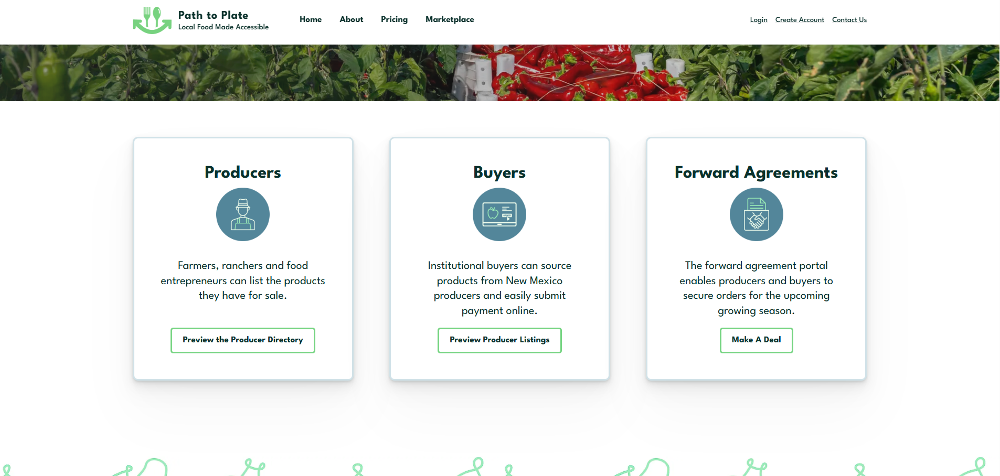 Path to Plate
Local Food Made Accessible
Home
About
Pricing
Marketplace
Login
Create Account
Contact Us
Producers
Farmers, ranchers and food
entrepreneurs can list the products
they have for sale.
Preview the Producer Directory
Buyers
Institutional buyers can source
products from New Mexico
producers and easily submit
payment online.
Preview Producer Listings
Forward Agreements
The forward agreement portal
enables producers and buyers to
secure orders for the upcoming
growing season.
Make A Deal